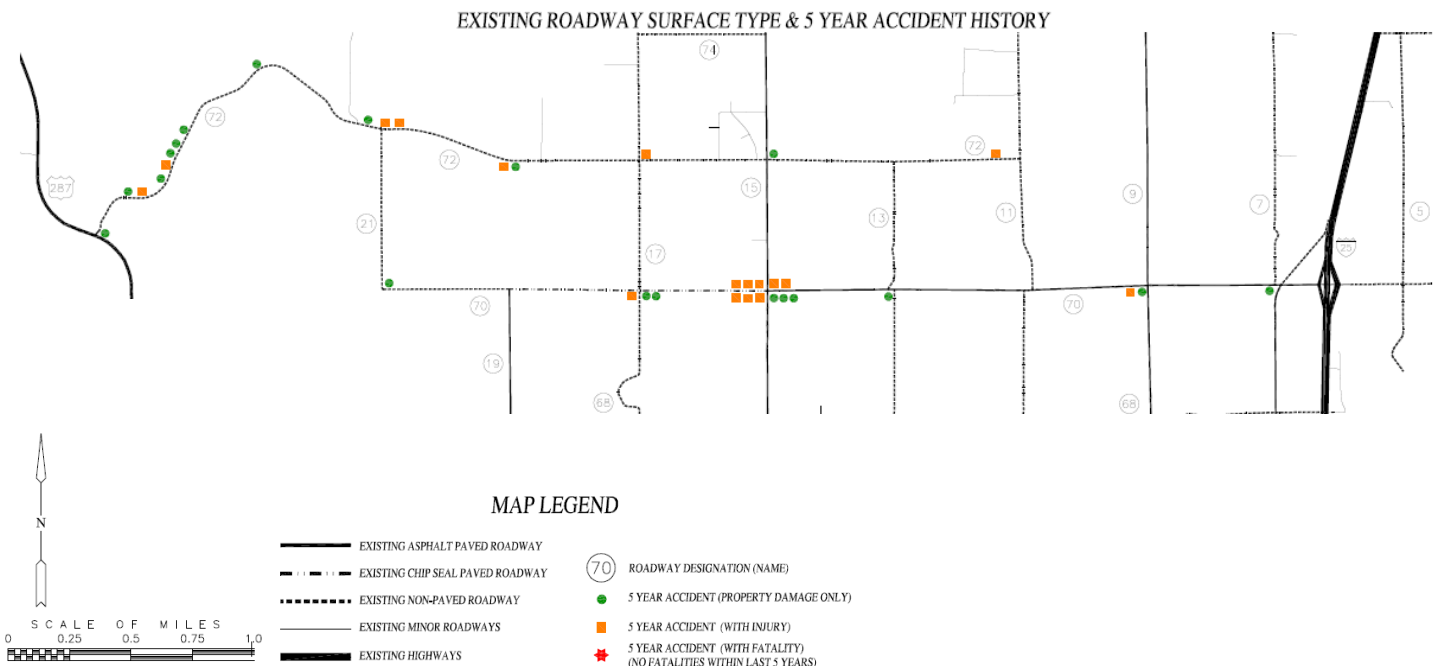 EXISTING ROADWAY SURFACE TYPE & 5 YEAR ACCIDENT HISTORY
74
72
72
72
287
15
9
21
13
11
7
5
17
25
70
70
19
68
68
N
SCALE OF MILES
0 0.25 0.5 0.75 1.0
MAP LEGEND
EXISTING ASPHALT PAVED ROADWAY
EXISTING CHIP SEAL PAVED ROADWAY
EXISTING NON-PAVED ROADWAY
EXISTING MINOR ROADWAYS
EXISTING HIGHWAYS
70 ROADWAY DESIGNATION (NAME)
5 YEAR ACCIDENT (PROPERTY DAMAGE ONLY)
5 YEAR ACCIDENT (WITH INJURY)
5 YEAR ACCIDENT (WITH FATALITY)
(NO FATALITIES WITHIN LAST 5 YEARS)